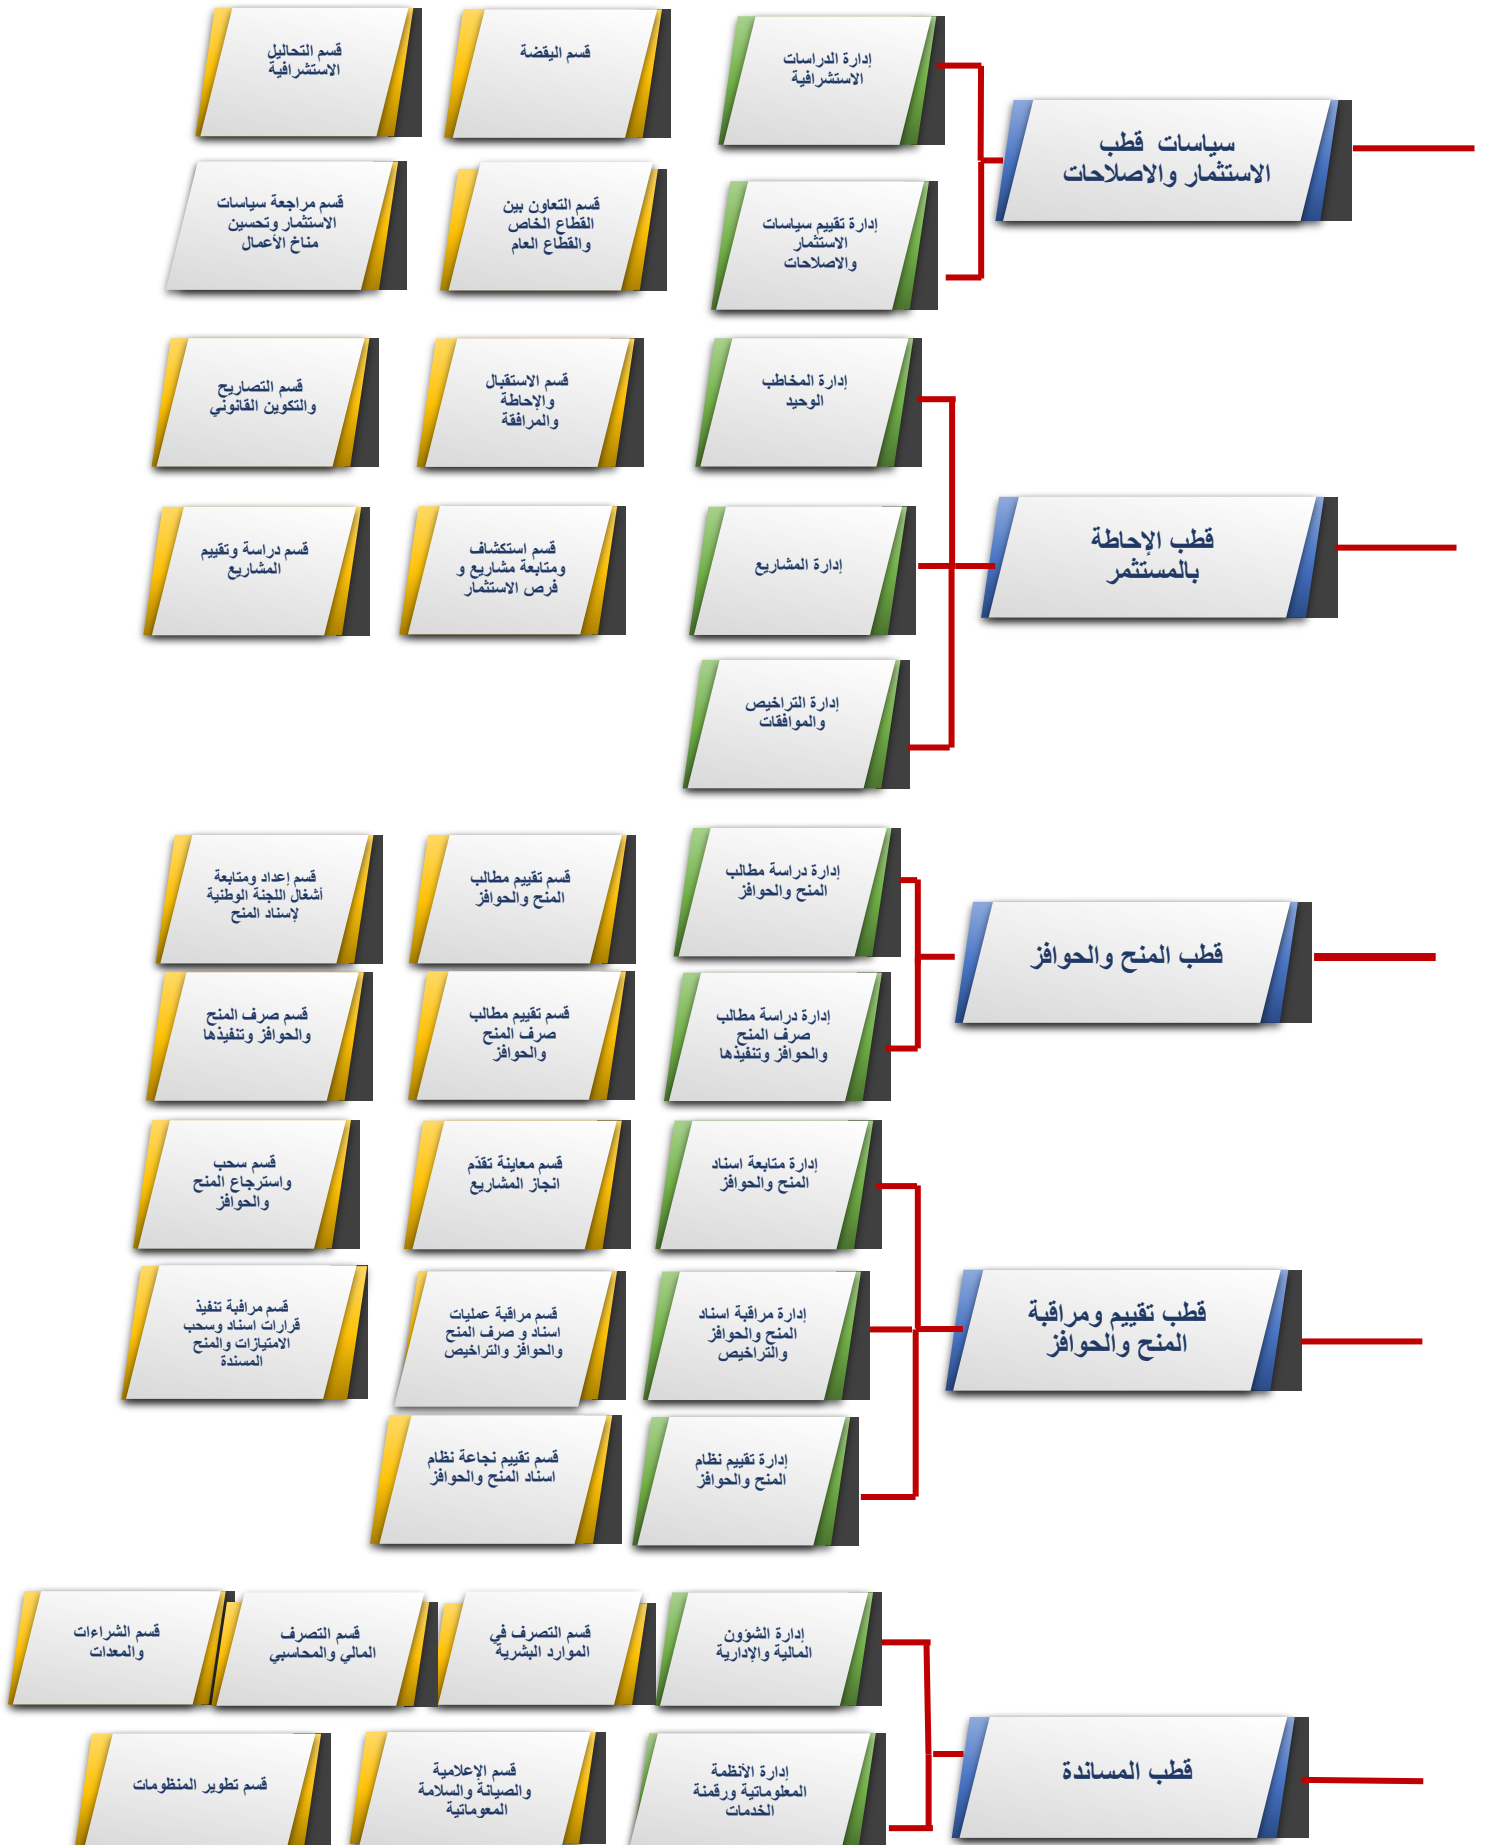 سياسات قطب
الاستثمار والاصلاحات
إدارة الدراسات
الاستشرافية
قسم اليقضة
قسم التحاليل
الاستشرافية
إدارة تقييم سياسات
الاستثمار
والاصلاحات
قسم التعاون بين
القطاع الخاص
والقطاع العام
قسم مراجعة سياسات
الاستثمار وتحسين
مناخ الأعمال
قطب الإحاطة
بالمستثمر
إدارة المخاطب
الوحيد
قسم الاستقبال
والإحاطة
والمرافقة
قسم التصاريح
والتكوين القانوني
إدارة المشاريع
قسم استكشاف
ومتابعة مشاريع و
فرص الاستثمار
قسم دراسة وتقييم
المشاريع
إدارة التراخيص
والموافقات
قطب المنح والحوافز
إدارة دراسة مطالب
المنح والحوافز
قسم تقييم مطالب
المنح والحوافز
قسم إعداد ومتابعة
أشغال اللجنة الوطنية
لإسناد المنح
إدارة دراسة مطالب
صرف المنح
والحوافز وتنفيذها
قسم تقييم مطالب
صرف المنح
والحوافز
قسم صرف المنح
والحوافز وتنفيذها
قطب تقييم ومراقبة
المنح والحوافز
إدارة متابعة اسناد
المنح والحوافز
قسم معاينة تقدّم
انجاز المشاريع
قسم سحب
واسترجاع المنح
والحوافز
إدارة مراقبة اسناد
المنح والحوافز
والتراخيص
قسم مراقبة عمليات
اسناد و صرف المنح
والحوافز والتراخيص
قسم مرافبة تنفيذ
قرارات اسناد وسحب
الامتيازات والمنح
المسندة
إدارة تقييم نظام
المنح والحوافز
قسم تقييم نجاعة نظام
اسناد المنح والحوافز
قطب المساندة
إدارة الشؤون
المالية والإدارية
قسم التصرف في
الموارد البشرية
قسم التصرف
المالي والمحاسبي
قسم الشراءات
والمعدات
إدارة الأنظمة
المعلوماتية ورقمنة
الخدمات
قسم الإعلامية
والصيانة والسلامة
المعوماتية
قسم تطوير المنظومات